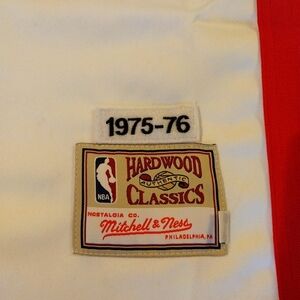 1975-76
HARDWOOD
AUTHENTIC
CLASSICS
NBA
NOSTALGIA CO.
Mitchell & Ness
PHILADELPHIA, PA